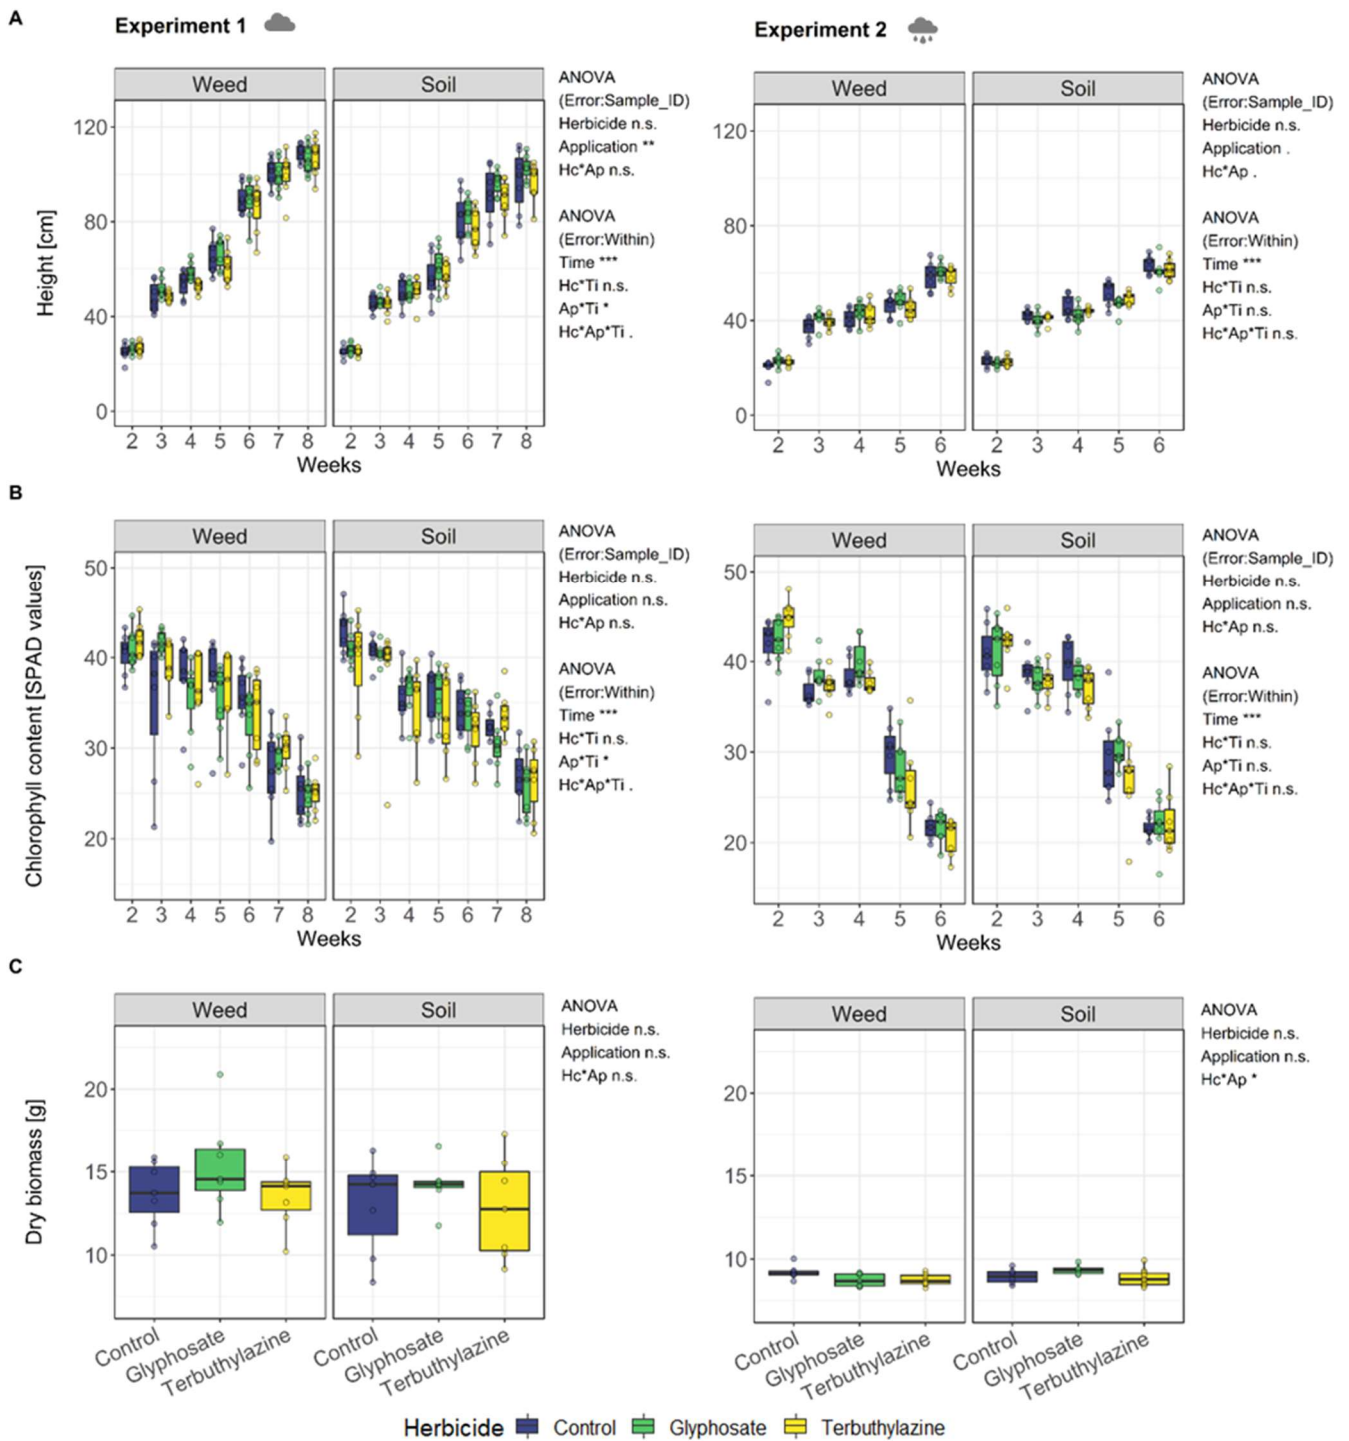 A
Experiment 1
Experiment 2
Weed
Soil
ANOVA
(Error:Sample_ID)
Herbicide n.s.
Application **
Hc*Ap n.s.
ANOVA
(Error:Within)
Time ***
Hc*Ti n.s.
Ap*Ti *
Hc*Ap*Ti .
Height [cm]
120
80
40
0
2 3 4 5 6 7 8
2 3 4 5 6 7 8
Weeks
Weed
Soil
ANOVA
(Error:Sample_ID)
Herbicide n.s.
Application .
Hc*Ap .
ANOVA
(Error:Within)
Time ***
Hc*Ti n.s.
Ap*Ti n.s.
Hc*Ap*Ti n.s.
120
80
40
0
2 3 4 5 6
2 3 4 5 6
Weeks
B
Weed
Soil
ANOVA
(Error:Sample_ID)
Herbicide n.s.
Application n.s.
Hc*Ap n.s.
ANOVA
(Error:Within)
Time ***
Hc*Ti n.s.
Ap*Ti *
Hc*Ap*Ti .
Chlorophyll content [SPAD values]
50
40
30
20
2 3 4 5 6 7 8
2 3 4 5 6 7 8
Weeks
Weed
Soil
ANOVA
(Error:Sample_ID)
Herbicide n.s.
Application n.s.
Hc*Ap n.s.
ANOVA
(Error:Within)
Time ***
Hc*Ti n.s.
Ap*Ti n.s.
Hc*Ap*Ti n.s.
50
40
30
20
2 3 4 5 6
2 3 4 5 6
Weeks
C
Weed
Soil
ANOVA
Herbicide n.s.
Application n.s.
Hc*Ap n.s.
Dry biomass [g]
20
15
10
Control
Glyphosate
Terbuthylazine
Control
Glyphosate
Terbuthylazine
Weed
Soil
ANOVA
Herbicide n.s.
Application n.s.
Hc*Ap *
20
15
10
Control
Glyphosate
Terbuthylazine
Control
Glyphosate
Terbuthylazine
Herbicide Control Glyphosate Terbuthylazine